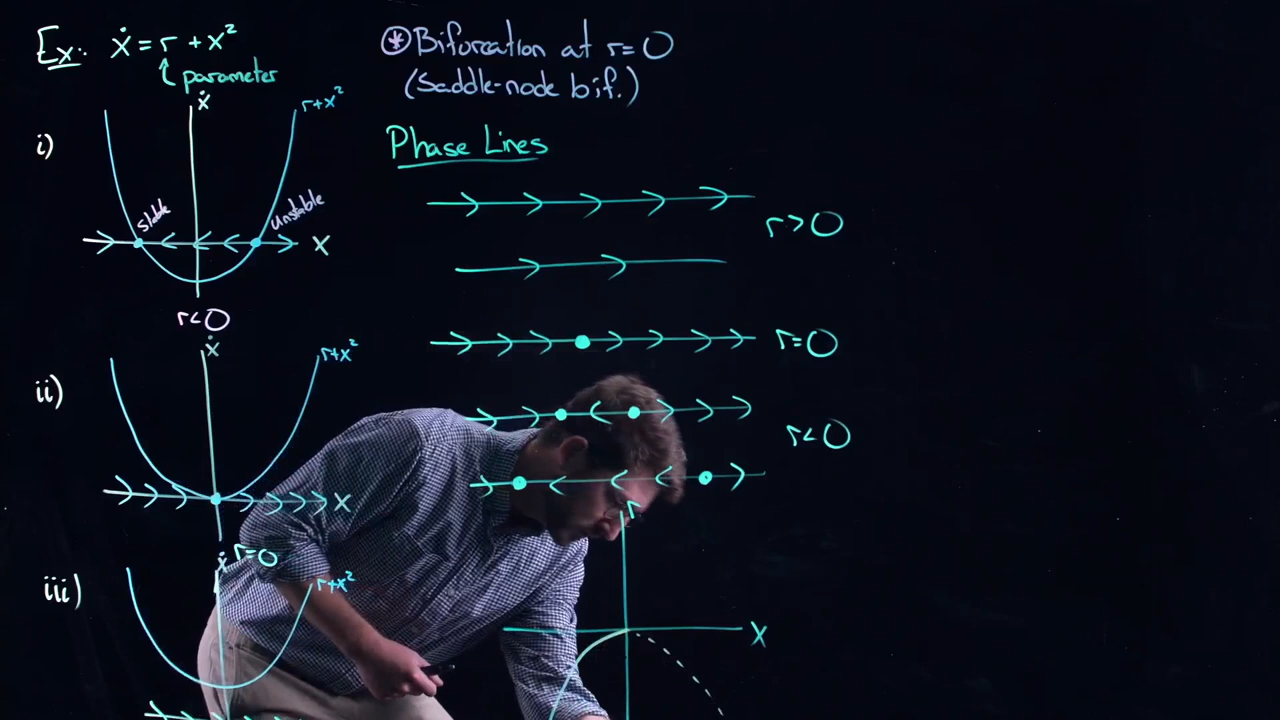 Ex: ẋ = r + x²
parameter
i)
ẋ
r+x²
Stable
Unstable
X
r<0
ii)
ẋ
r+x²
X
r=0
iii)
ẋ
r+x²
⊛ Bifurcation at r=0
(Saddle-node bif.)
Phase Lines
r>0
r=0
r<0
r
X